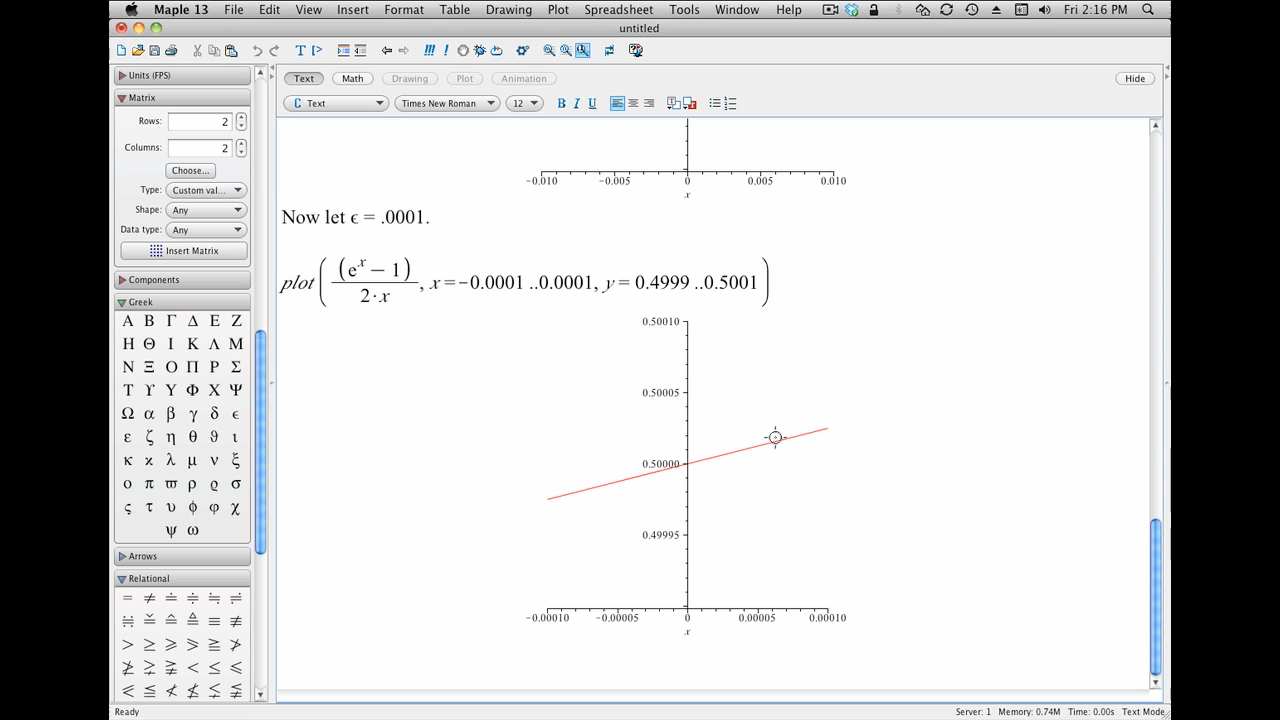 Maple 13 File Edit View Insert Format Table Drawing Plot Spreadsheet Tools Window Help Fri 2:16 PM
untitled
Text Math Drawing Plot Animation Hide
C Text Times New Roman 12 B I U
Units (FPS)
Matrix
Rows: 2
Columns: 2
Choose...
Type: Custom val...
Shape: Any
Data type: Any
Insert Matrix
Components
Greek
Α Β Γ Δ Ε Ζ
Η Θ Ι Κ Λ Μ
Ν Ξ Ο Π Ρ Σ
Τ ϒ Υ Φ Χ Ψ
Ω α β γ δ ϵ
ε ζ η θ ϑ ι
κ ϰ λ μ ν ξ
ο π ϖ ρ ϱ σ
ς τ υ ϕ φ χ
ψ ω
Arrows
Relational
= ≠ ≐ ≑ ≒ ≓
≓ ≚ ≙ ≜ ≡ ≢
> ≥ ⩾ ≫ ≧ ≯
≱ ≩ ⪈ < ≤ ⩽
-0.010 -0.005 0 0.005 0.010
x
Now let ϵ = .0001.
plot( (e^x − 1) / 2·x , x = −0.0001 ..0.0001, y = 0.4999 ..0.5001 )
0.50010
0.50005
0.50000
0.49995
-0.00010 -0.00005 0 0.00005 0.00010
x
Ready Server: 1 Memory: 0.74M Time: 0.00s Text Mode